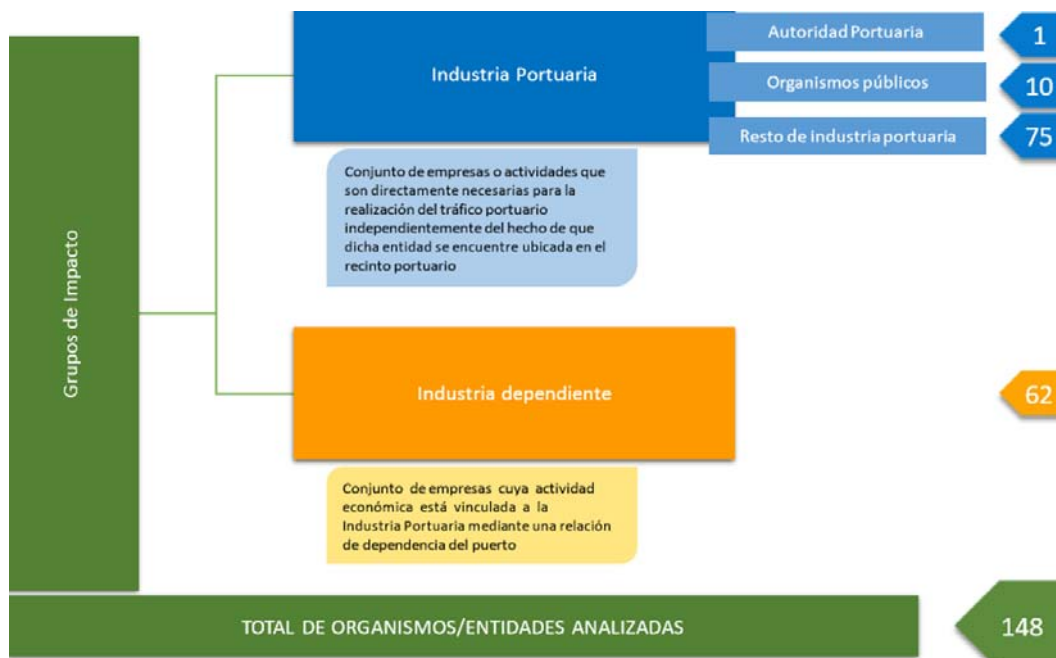 Grupos de Impacto
Industria Portuaria
Autoridad Portuaria
1
Organismos públicos
10
Resto de industria portuaria
75
Conjunto de empresas o actividades que
son directamente necesarias para la
realización del tráfico portuario
independientemente del hecho de que
dicha entidad se encuentre ubicada en el
recinto portuario
Industria dependiente
62
Conjunto de empresas cuya actividad
económica está vinculada a la
Industria Portuaria mediante una relación
de dependencia del puerto
TOTAL DE ORGANISMOS/ENTIDADES ANALIZADAS
148